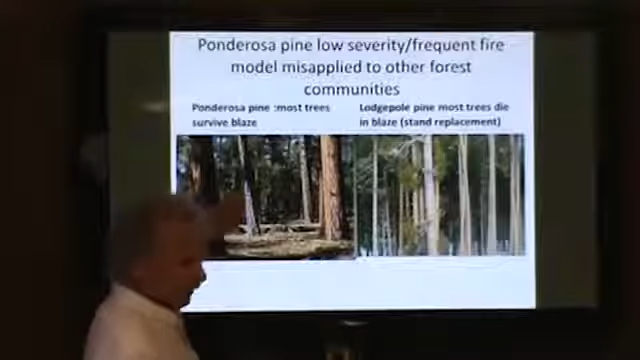 Ponderosa pine low severity/frequent fire
model misapplied to other forest
communities
Ponderosa pine :most trees
survive blaze
Lodgepole pine most trees die
in blaze (stand replacement)